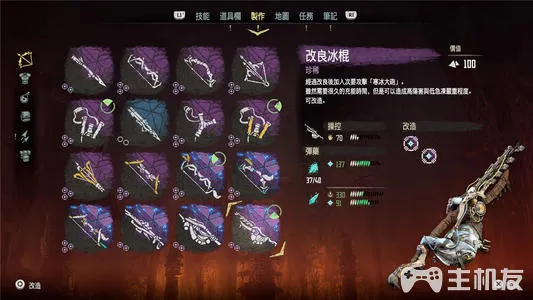 L1 技能 道具欄 製作 地圖 任務 筆記 R1
改良冰棍
珍稀
經過改良後加入次要攻擊「寒冰大砲」。
雖然需要很久的充能時間，但是可以造成高傷害與低急凍嚴重程度。
可改造。
價值
100
操控
70
改造
彈藥
137
37/40
330
91
改造
主机友